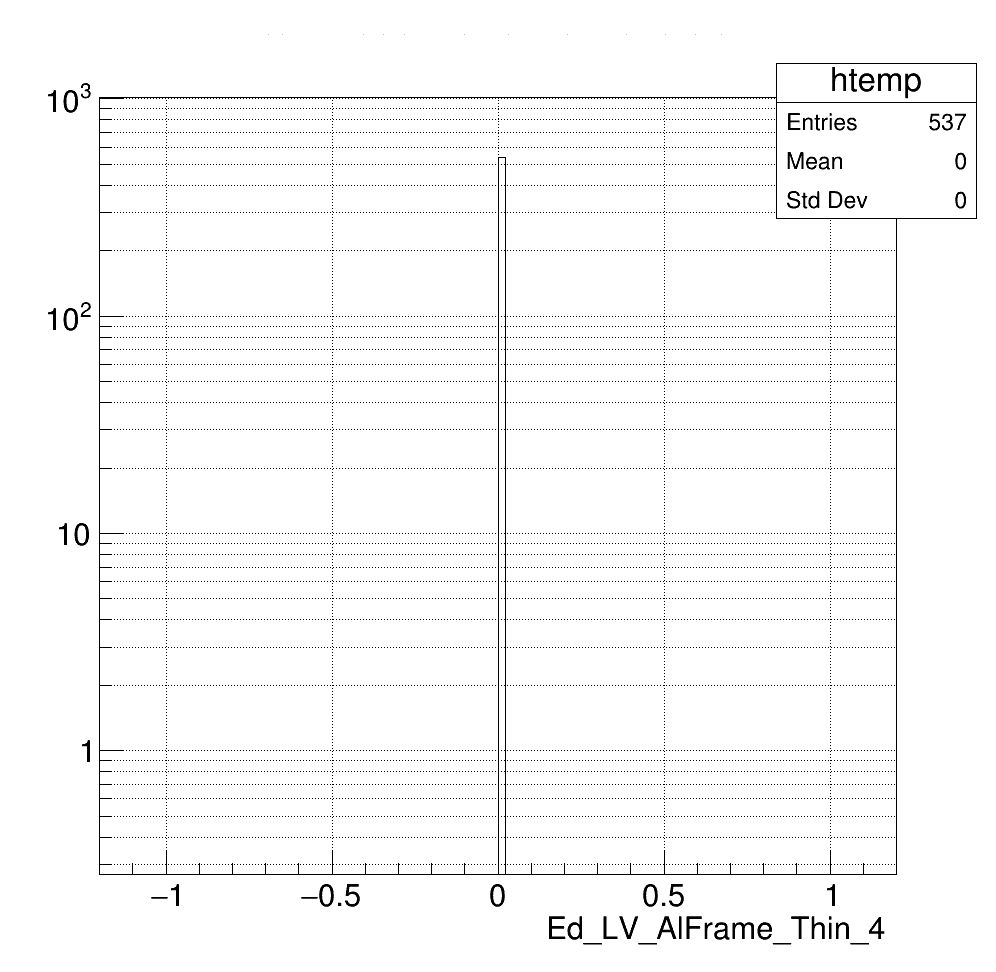 htemp
Entries 537
Mean 0
Std Dev 0
10³
10²
10
1
−1 −0.5 0 0.5 1
Ed_LV_AlFrame_Thin_4